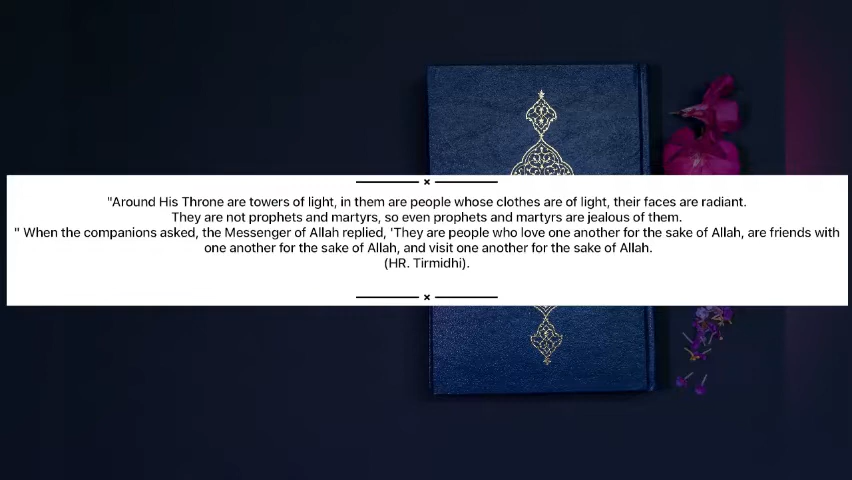 "Around His Throne are towers of light, in them are people whose clothes are of light, their faces are radiant.
They are not prophets and martyrs, so even prophets and martyrs are jealous of them.
" When the companions asked, the Messenger of Allah replied, 'They are people who love one another for the sake of Allah, are friends with
one another for the sake of Allah, and visit one another for the sake of Allah.
(HR. Tirmidhi).